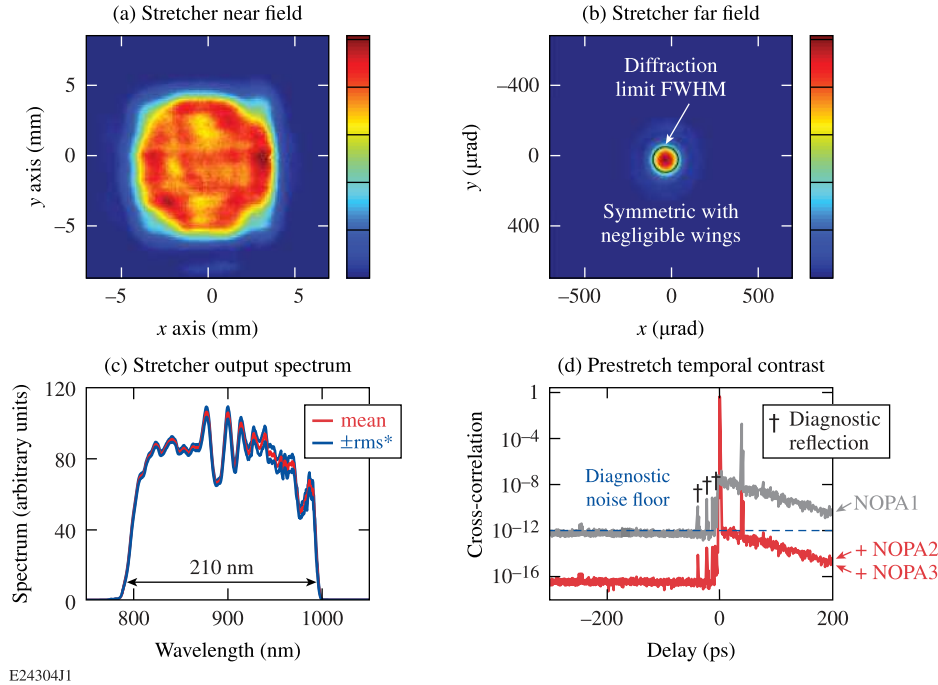 (a) Stretcher near field
5
0
−5
y axis (mm)
−5
0
5
x axis (mm)
(b) Stretcher far field
Diffraction
limit FWHM
Symmetric with
negligible wings
−400
0
400
y (μrad)
−500
0
500
x (μrad)
(c) Stretcher output spectrum
120
80
40
0
Spectrum (arbitrary units)
mean
±rms*
210 nm
800
900
1000
Wavelength (nm)
(d) Prestretch temporal contrast
1
10−4
10−8
10−12
10−16
Cross-correlation
† Diagnostic
reflection
† † †
Diagnostic
noise floor
NOPA1
+ NOPA2
+ NOPA3
−200
0
200
Delay (ps)
E24304J1